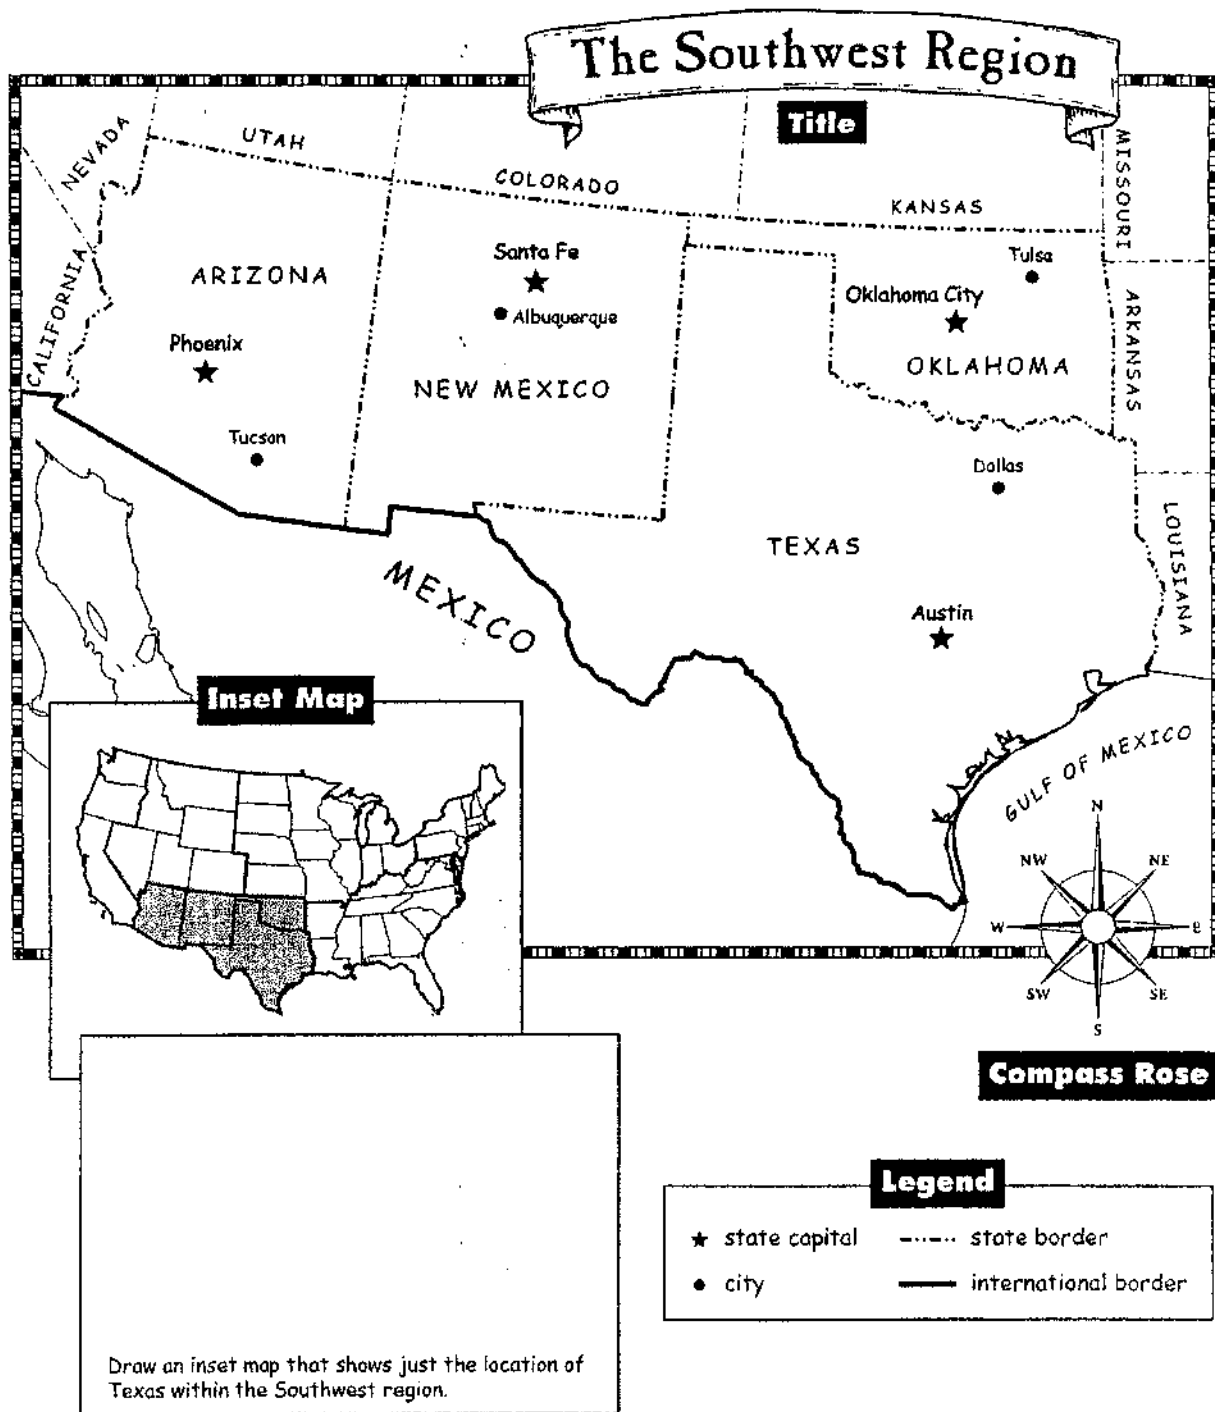 The Southwest Region
Title
NEVADA
UTAH
COLORADO
KANSAS
MISSOURI
CALIFORNIA
ARIZONA
Santa Fe
Albuquerque
Tulsa
Oklahoma City
OKLAHOMA
ARKANSAS
Phoenix
NEW MEXICO
Tucson
Dallas
TEXAS
LOUISIANA
MEXICO
Austin
GULF OF MEXICO
Inset Map
N
NW
NE
W
E
SW
SE
S
Compass Rose
Legend
state capital
state border
city
international border
Draw an inset map that shows just the location of
Texas within the Southwest region.